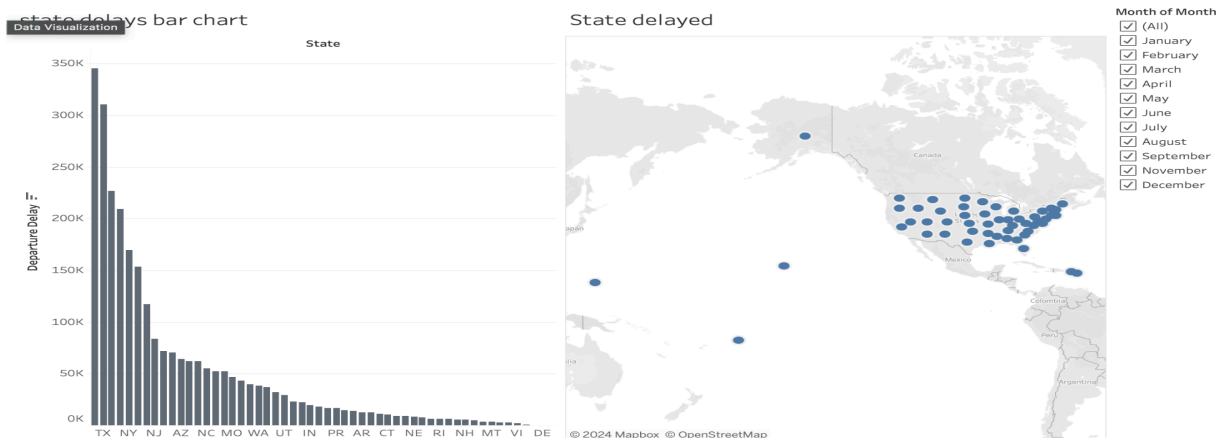 state delays bar chart
Data Visualization
State
350K
300K
250K
200K
150K
100K
50K
0K
Departure Delay
TX NY NJ AZ NC MO WA UT IN PR AR CT NE RI NH MT VI DE
State delayed
Canada
Mexico
Colombia
Peru
Argentina
© 2024 Mapbox © OpenStreetMap
Month of Month
(All)
January
February
March
April
May
June
July
August
September
November
December